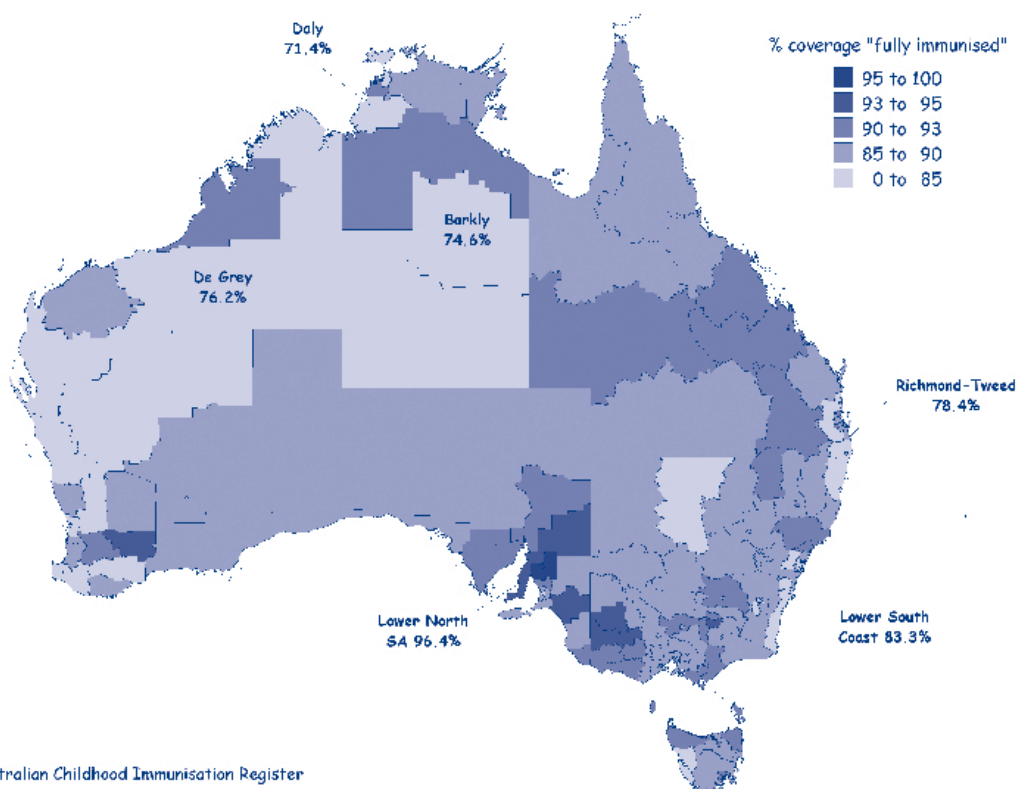 Daly
71.4%
% coverage "fully immunised"
95 to 100
93 to 95
90 to 93
85 to 90
0 to 85
Barkly
74.6%
De Grey
76.2%
Richmond-Tweed
78.4%
Lower North
SA 96.4%
Lower South
Coast 83.3%
tralian Childhood Immunisation Register